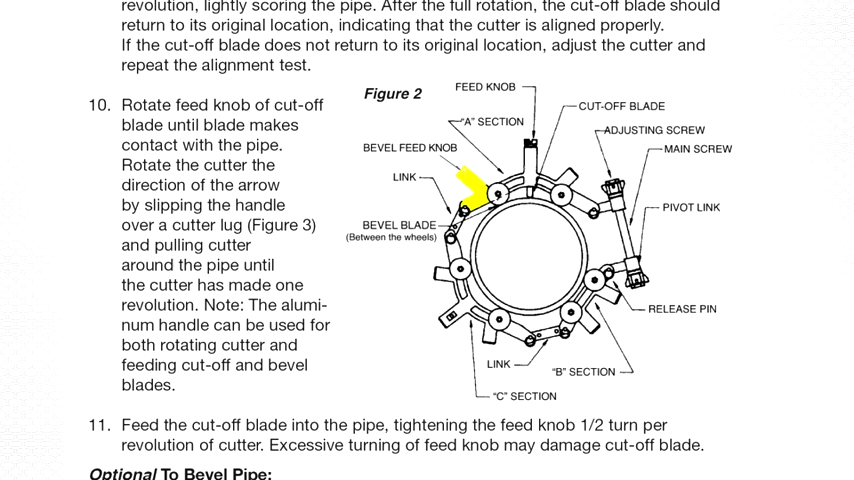 revolution, lightly scoring the pipe. After the full rotation, the cut-off blade should
return to its original location, indicating that the cutter is aligned properly.
If the cut-off blade does not return to its original location, adjust the cutter and
repeat the alignment test.
10. Rotate feed knob of cut-off
blade until blade makes
contact with the pipe.
Rotate the cutter the
direction of the arrow
by slipping the handle
over a cutter lug (Figure 3)
and pulling cutter
around the pipe until
the cutter has made one
revolution. Note: The alumi-
num handle can be used for
both rotating cutter and
feeding cut-off and bevel
blades.
Figure 2
FEED KNOB
CUT-OFF BLADE
"A" SECTION
ADJUSTING SCREW
BEVEL FEED KNOB
MAIN SCREW
LINK
PIVOT LINK
BEVEL BLADE
(Between the wheels)
RELEASE PIN
LINK
"B" SECTION
"C" SECTION
11. Feed the cut-off blade into the pipe, tightening the feed knob 1/2 turn per
revolution of cutter. Excessive turning of feed knob may damage cut-off blade.
Optional To Bevel Pipe: